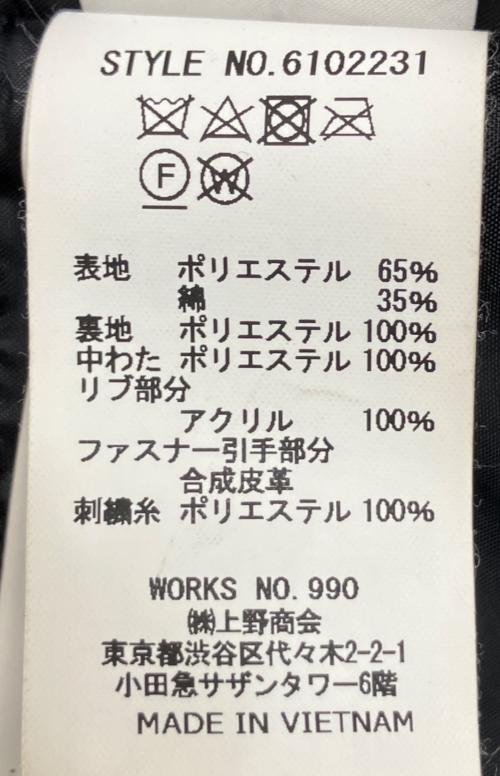 STYLE NO.6102231
F W
表地 ポリエステル 65%
綿 35%
裏地 ポリエステル 100%
中わた ポリエステル 100%
リブ部分
アクリル 100%
ファスナー引手部分
合成皮革
刺繍糸 ポリエステル 100%
WORKS NO.990
㈱上野商会
東京都渋谷区代々木2-2-1
小田急サザンタワー6階
MADE IN VIETNAM